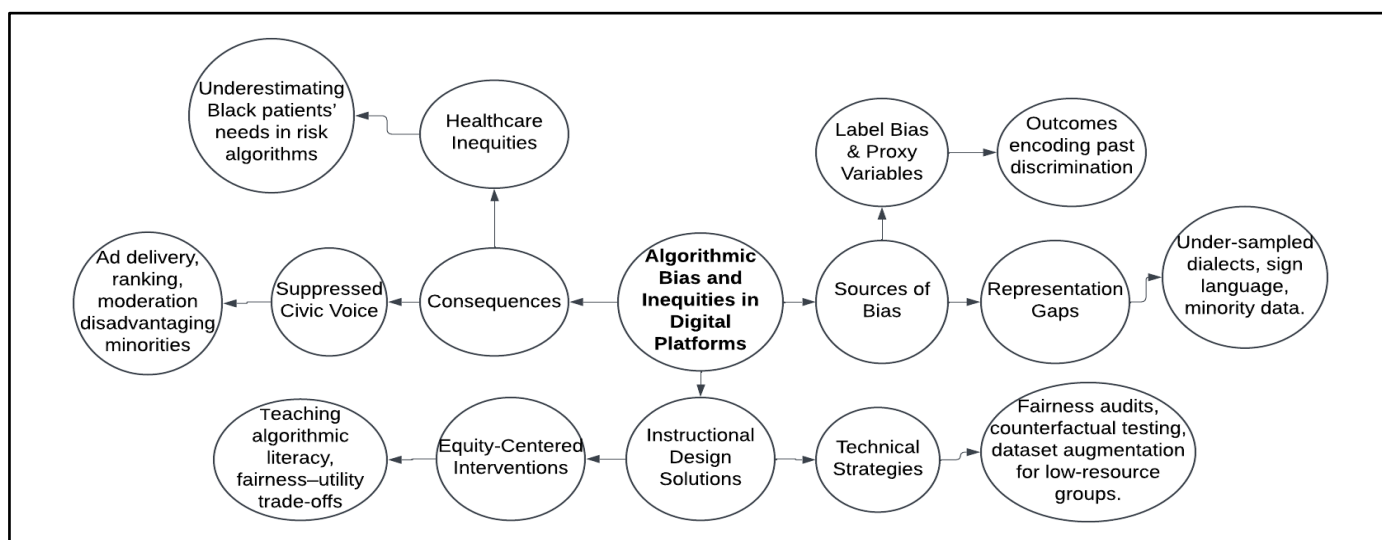 Underestimating
Black patients’
needs in risk
algorithms
Healthcare
Inequities
Label Bias
& Proxy
Variables
Outcomes
encoding past
discrimination
Ad delivery,
ranking,
moderation
disadvantaging
minorities
Suppressed
Civic Voice
Consequences
Algorithmic
Bias and
Inequities in
Digital
Platforms
Sources of
Bias
Representation
Gaps
Under-sampled
dialects, sign
language,
minority data.
Teaching
algorithmic
literacy,
fairness–utility
trade-offs
Equity-Centered
Interventions
Instructional
Design
Solutions
Technical
Strategies
Fairness audits,
counterfactual testing,
dataset augmentation
for low-resource
groups.